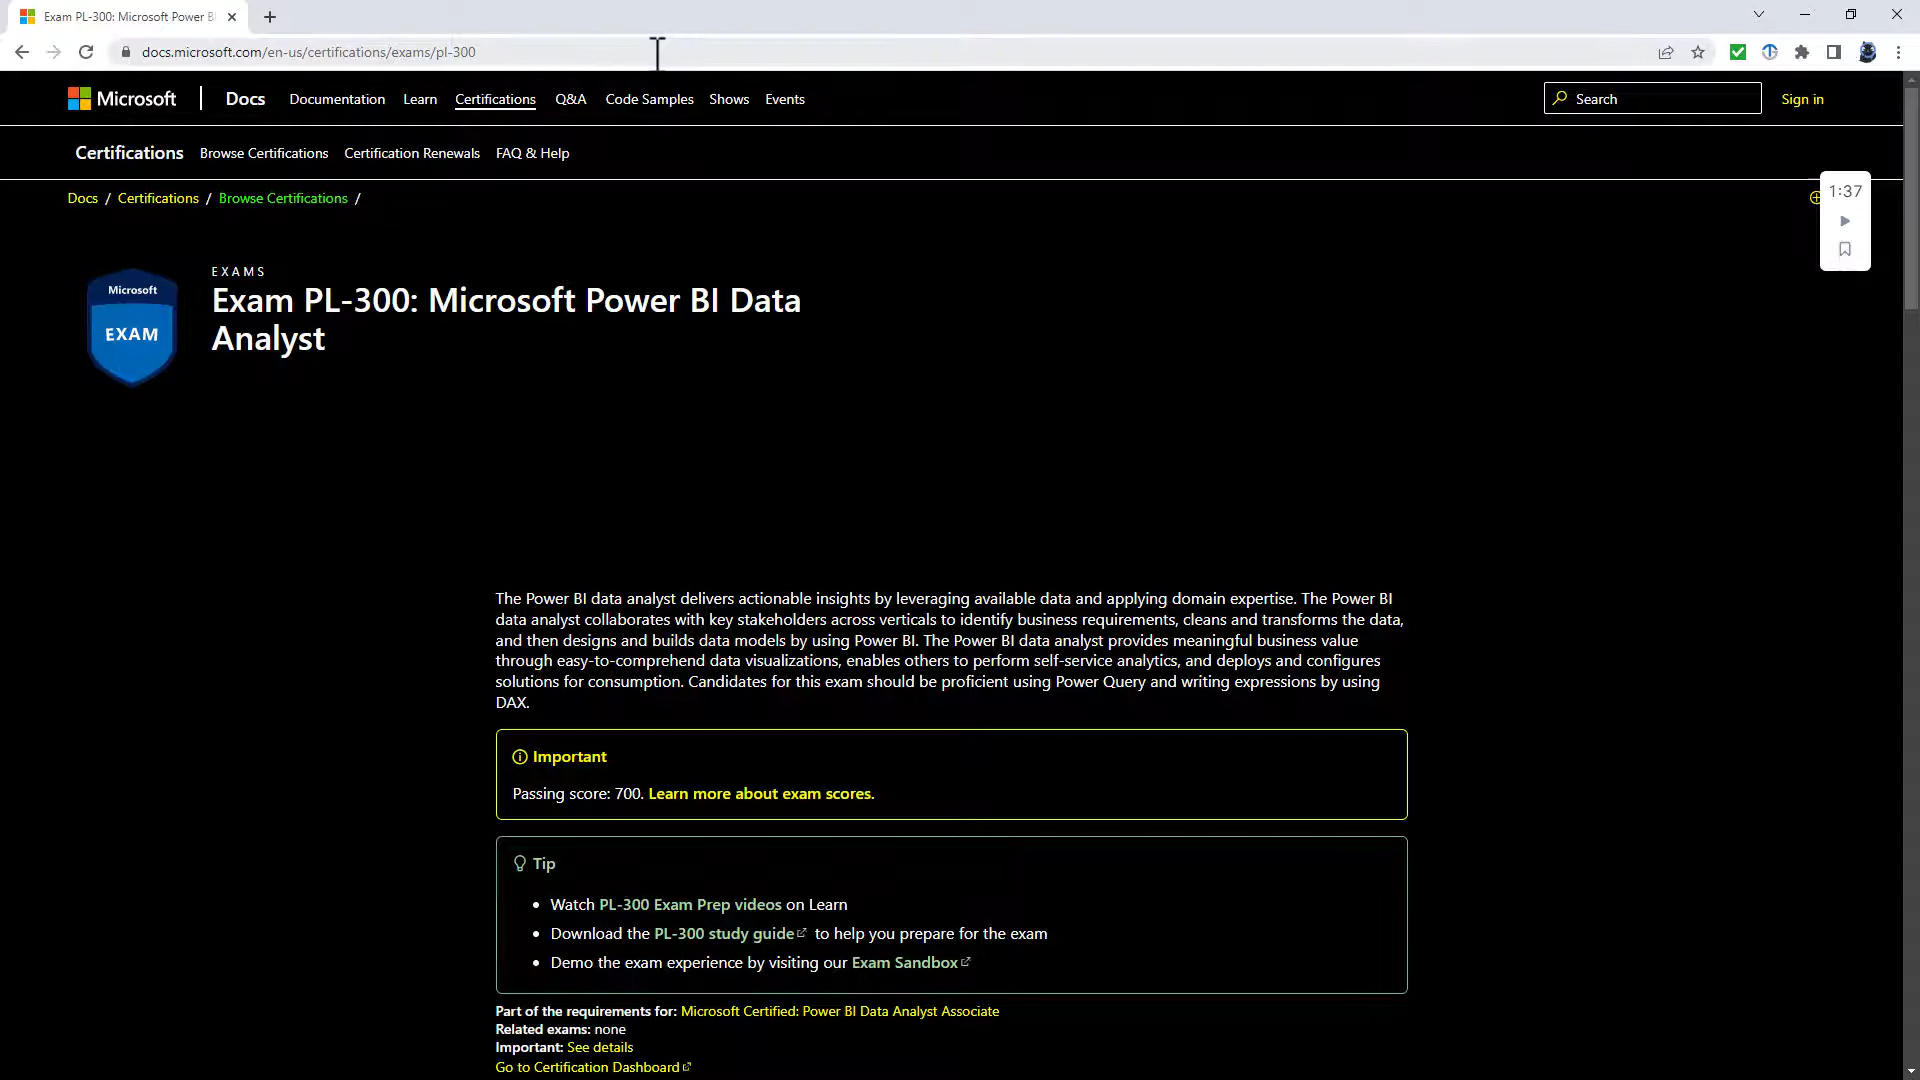 Exam PL-300: Microsoft Power B
docs.microsoft.com/en-us/certifications/exams/pl-300
Microsoft Docs Documentation Learn Certifications Q&A Code Samples Shows Events Search Sign in
Certifications Browse Certifications Certification Renewals FAQ & Help
Docs / Certifications / Browse Certifications /
1:37
EXAMS
Microsoft
EXAM
Exam PL-300: Microsoft Power BI Data
Analyst
The Power BI data analyst delivers actionable insights by leveraging available data and applying domain expertise. The Power BI
data analyst collaborates with key stakeholders across verticals to identify business requirements, cleans and transforms the data,
and then designs and builds data models by using Power BI. The Power BI data analyst provides meaningful business value
through easy-to-comprehend data visualizations, enables others to perform self-service analytics, and deploys and configures
solutions for consumption. Candidates for this exam should be proficient using Power Query and writing expressions by using
DAX.
Important
Passing score: 700. Learn more about exam scores.
Tip
• Watch PL-300 Exam Prep videos on Learn
• Download the PL-300 study guide to help you prepare for the exam
• Demo the exam experience by visiting our Exam Sandbox
Part of the requirements for: Microsoft Certified: Power BI Data Analyst Associate
Related exams: none
Important: See details
Go to Certification Dashboard